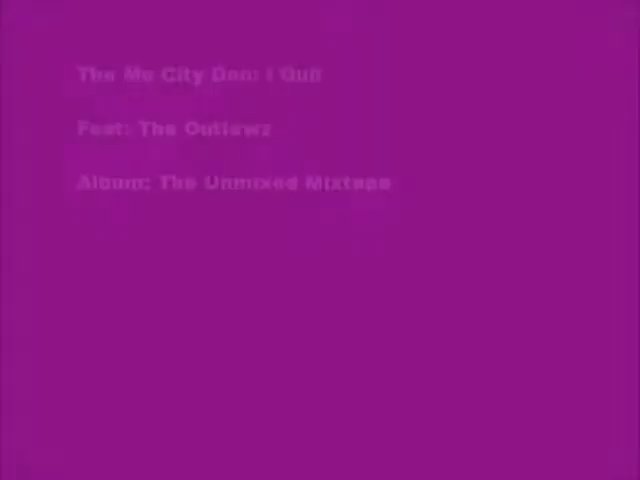 The Mo City Don: I Quit
Feat: The Outlawz
Album: The Unmixed Mixtape